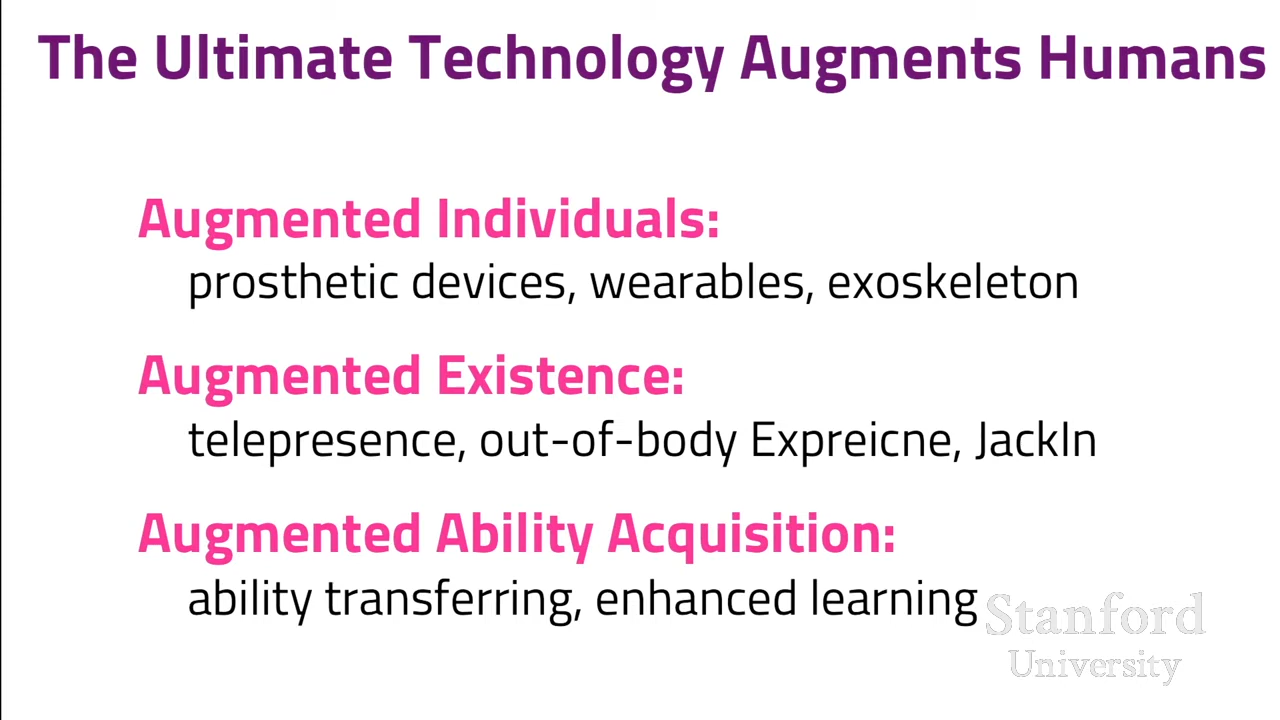 The Ultimate Technology Augments Humans
Augmented Individuals:
prosthetic devices, wearables, exoskeleton
Augmented Existence:
telepresence, out-of-body Expreicne, JackIn
Augmented Ability Acquisition:
ability transferring, enhanced learning
Stanford
University